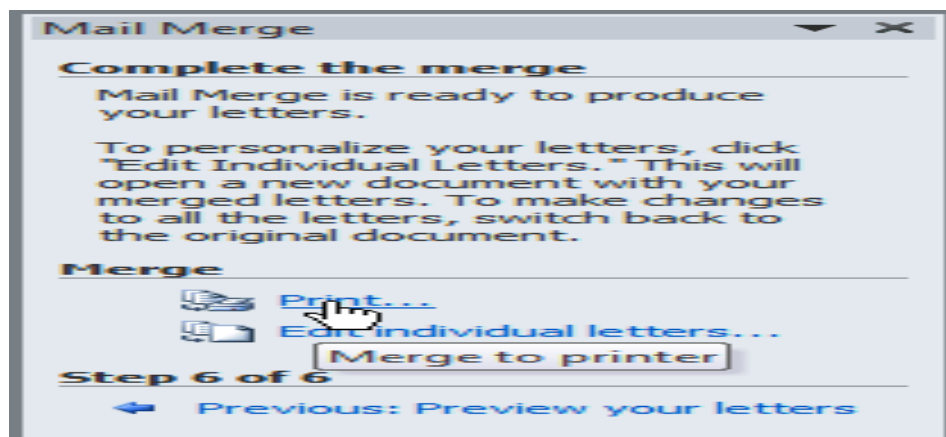 Mail Merge
Complete the merge
Mail Merge is ready to produce
your letters.
To personalize your letters, click
"Edit Individual Letters." This will
open a new document with your
merged letters. To make changes
to all the letters, switch back to
the original document.
Merge
Print...
Edit individual letters...
Merge to printer
Step 6 of 6
Previous: Preview your letters